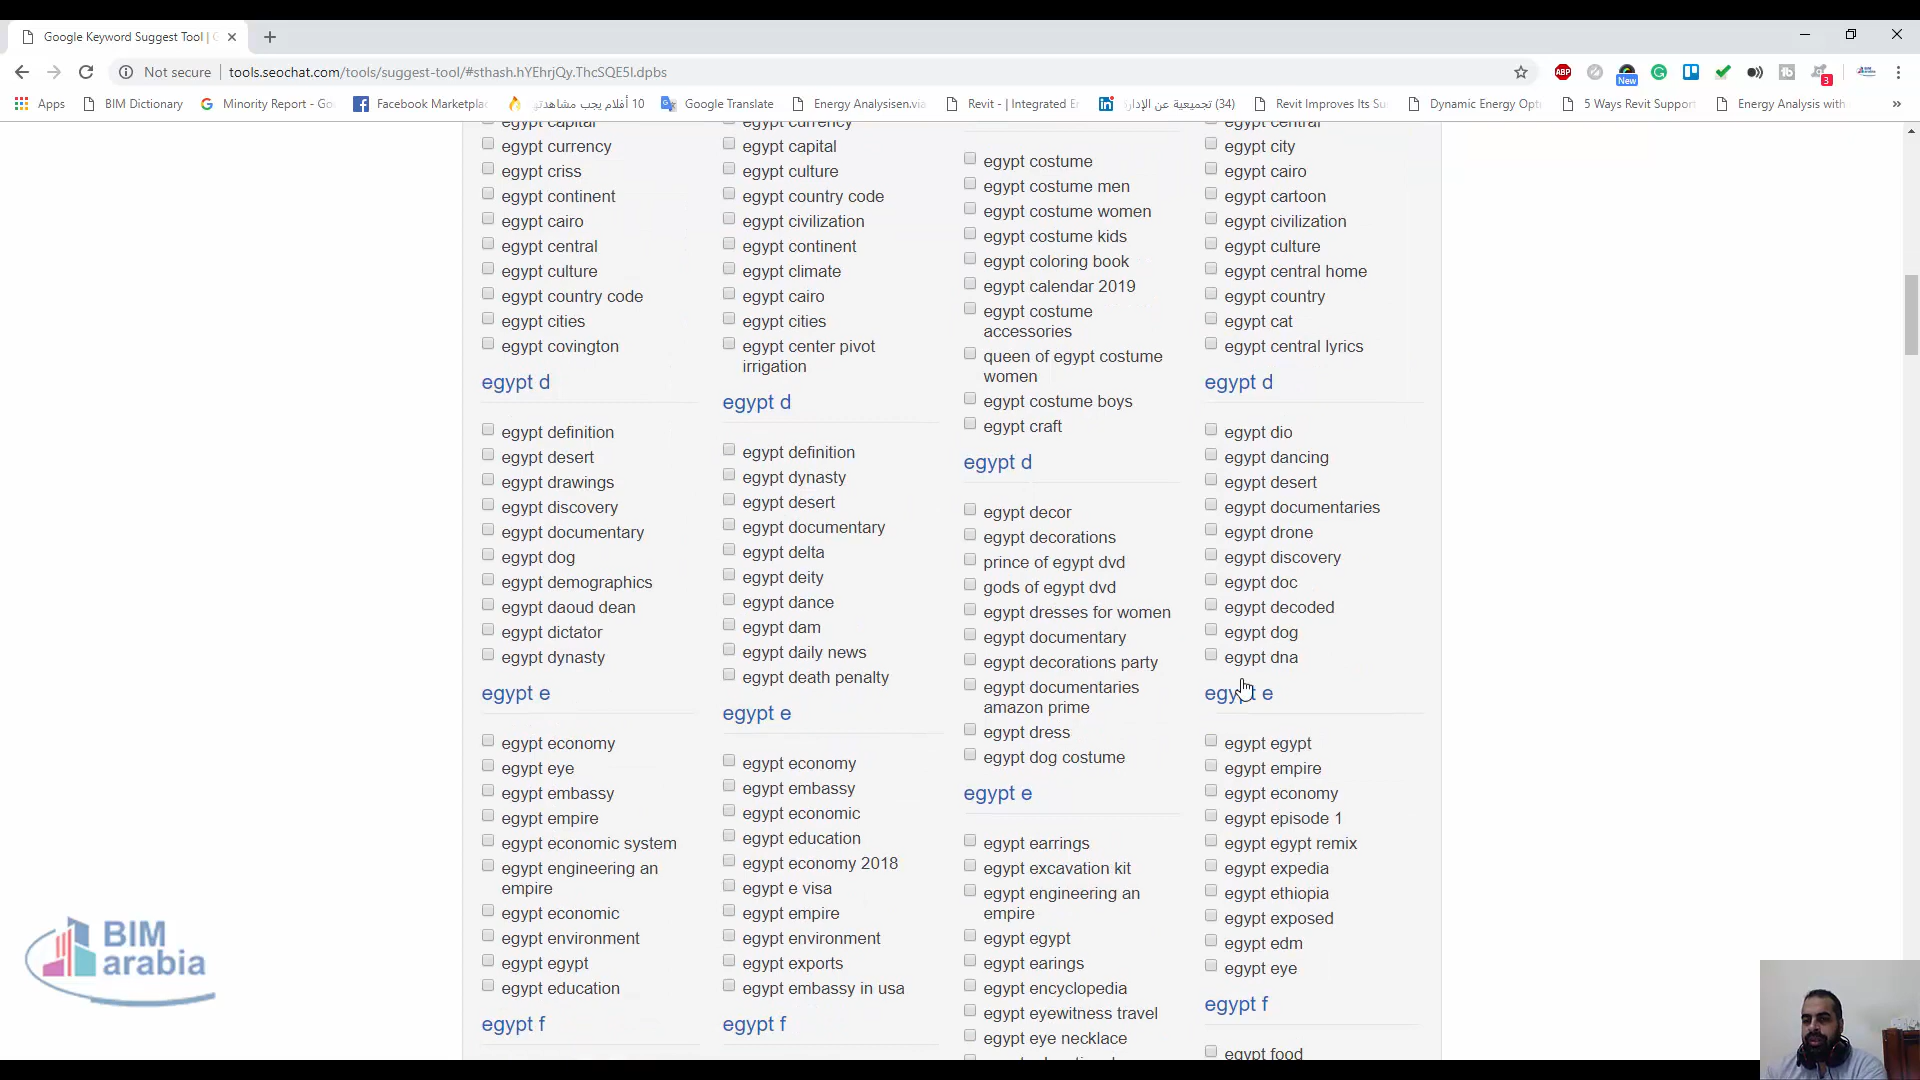 Google Keyword Suggest Tool | G
Not secure
tools.seochat.com/tools/suggest-tool/#sthash.hYEhrjQy.ThcSQE5I.dpbs
ABP
New
3
Apps
BIM Dictionary
Minority Report - Go
Facebook Marketpla
10 أفلام يجب مشاهدتها
Google Translate
Energy Analysisen.via
Revit - | Integrated E
(34) تجميعية عن الإدارة
Revit Improves Its Su
Dynamic Energy Opt
5 Ways Revit Support
Energy Analysis with
egypt capital
egypt currency
egypt criss
egypt continent
egypt cairo
egypt central
egypt culture
egypt country code
egypt cities
egypt covington
egypt d
egypt definition
egypt desert
egypt drawings
egypt discovery
egypt documentary
egypt dog
egypt demographics
egypt daoud dean
egypt dictator
egypt dynasty
egypt e
egypt economy
egypt eye
egypt embassy
egypt empire
egypt economic system
egypt engineering an
empire
egypt economic
egypt environment
egypt egypt
egypt education
egypt f
egypt currency
egypt capital
egypt culture
egypt country code
egypt civilization
egypt continent
egypt climate
egypt cairo
egypt cities
egypt center pivot
irrigation
egypt d
egypt definition
egypt dynasty
egypt desert
egypt documentary
egypt delta
egypt deity
egypt dance
egypt dam
egypt daily news
egypt death penalty
egypt e
egypt economy
egypt embassy
egypt economic
egypt education
egypt economy 2018
egypt e visa
egypt empire
egypt environment
egypt exports
egypt embassy in usa
egypt f
egypt costume
egypt costume men
egypt costume women
egypt costume kids
egypt coloring book
egypt calendar 2019
egypt costume
accessories
queen of egypt costume
women
egypt costume boys
egypt craft
egypt d
egypt decor
egypt decorations
prince of egypt dvd
gods of egypt dvd
egypt dresses for women
egypt documentary
egypt decorations party
egypt documentaries
amazon prime
egypt dress
egypt dog costume
egypt e
egypt earrings
egypt excavation kit
egypt engineering an
empire
egypt egypt
egypt earings
egypt encyclopedia
egypt eyewitness travel
egypt eye necklace
egypt central
egypt city
egypt cairo
egypt cartoon
egypt civilization
egypt culture
egypt central home
egypt country
egypt cat
egypt central lyrics
egypt d
egypt dio
egypt dancing
egypt desert
egypt documentaries
egypt drone
egypt discovery
egypt doc
egypt decoded
egypt dog
egypt dna
egypt e
egypt egypt
egypt empire
egypt economy
egypt episode 1
egypt egypt remix
egypt expedia
egypt ethiopia
egypt exposed
egypt edm
egypt eye
egypt f
egypt food
BIM
arabia